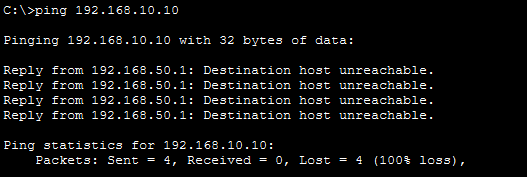 C:\>ping 192.168.10.10
Pinging 192.168.10.10 with 32 bytes of data:
Reply from 192.168.50.1: Destination host unreachable.
Reply from 192.168.50.1: Destination host unreachable.
Reply from 192.168.50.1: Destination host unreachable.
Reply from 192.168.50.1: Destination host unreachable.
Ping statistics for 192.168.10.10:
    Packets: Sent = 4, Received = 0, Lost = 4 (100% loss),